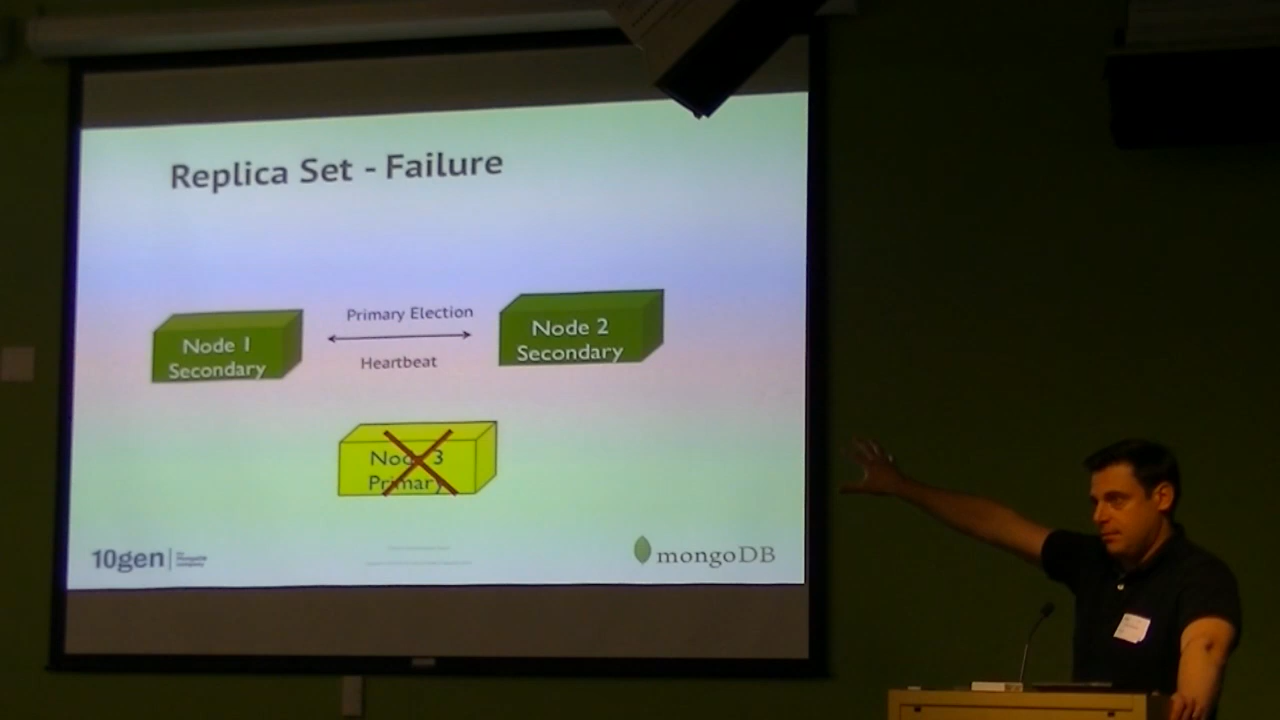 Replica Set - Failure
Primary Election
Node 1
Secondary
Node 2
Secondary
Heartbeat
Node 3
Primary
10gen
mongoDB